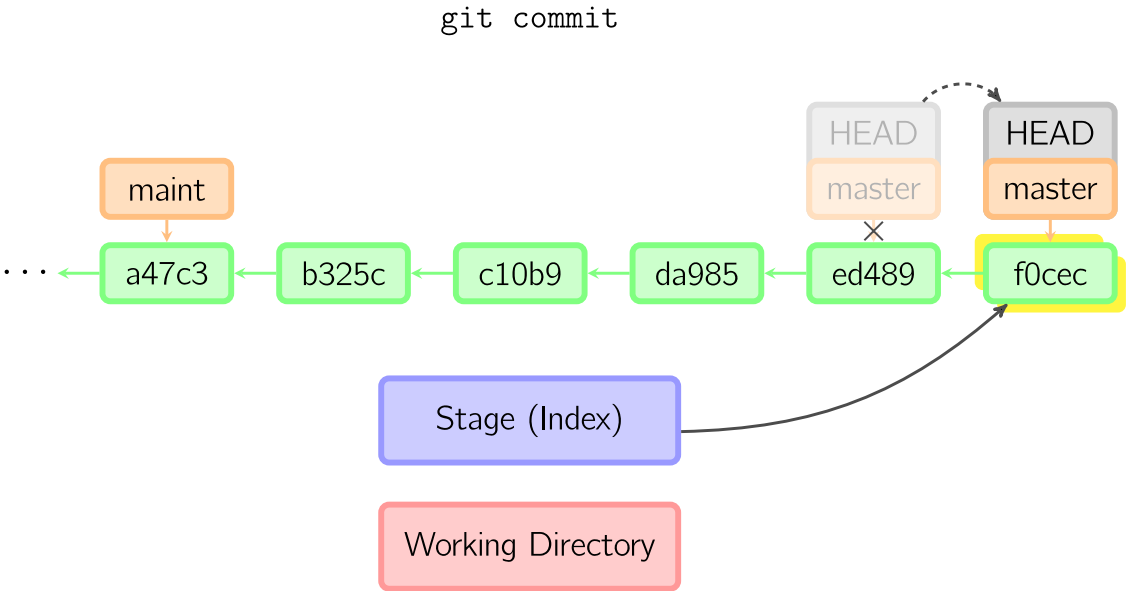 git commit
HEAD HEAD
maint master master
... a47c3 b325c c10b9 da985 ed489 f0cec
Stage (Index)
Working Directory